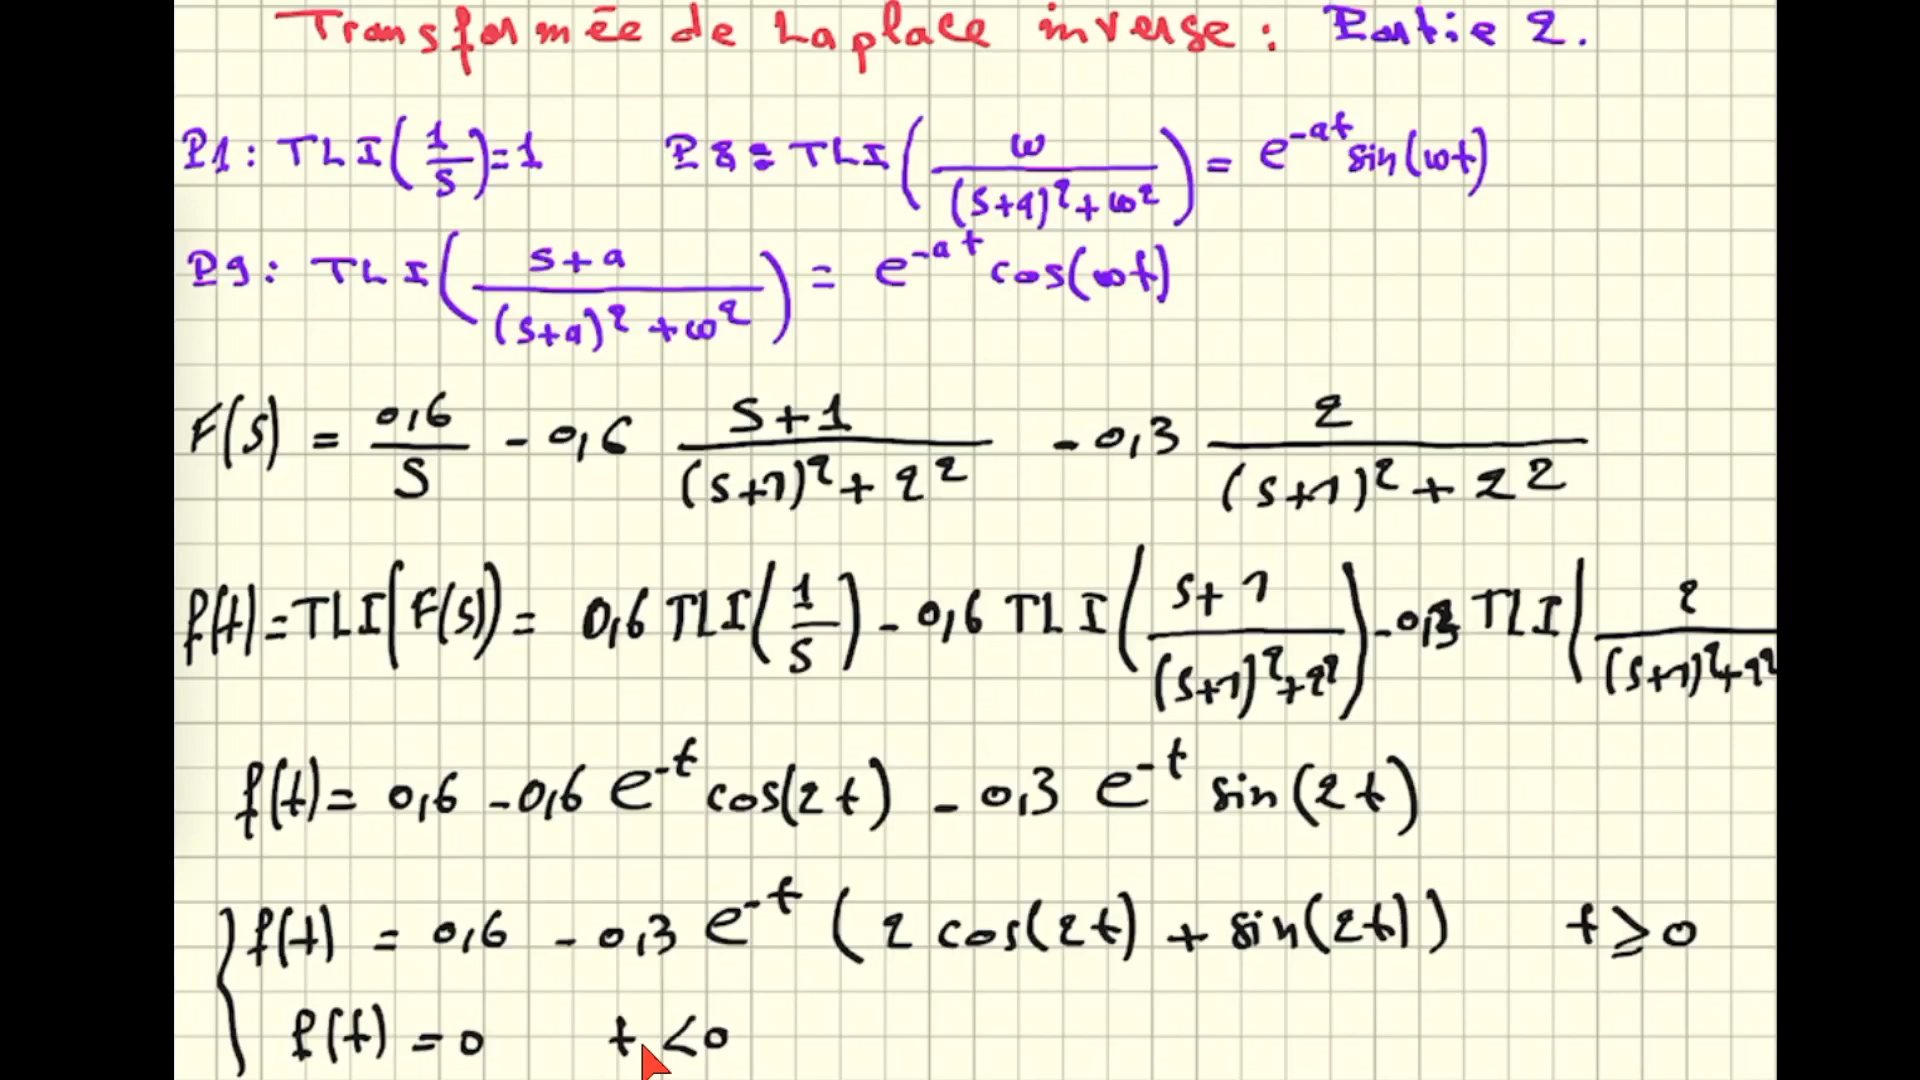 Transformée de Laplace inverse : Partie 2.
P1 : TLI(1/s) = 1 P8 : TLI(ω/((s+a)²+ω²)) = e^-at sin(ωt)
P9 : TLI((s+a)/((s+a)²+ω²)) = e^-at cos(ωt)
F(s) = 0,6/s - 0,6 (s+1)/((s+1)²+2²) - 0,3 2/((s+1)²+2²)
f(t) = TLI(F(s)) = 0,6 TLI(1/s) - 0,6 TLI((s+1)/((s+1)²+2²)) - 0,3 TLI(2/((s+1)²+2²
f(t) = 0,6 - 0,6 e^-t cos(2t) - 0,3 e^-t sin(2t)
f(t) = 0,6 - 0,3 e^-t (2 cos(2t) + sin(2t)) t ≥ 0
f(t) = 0 t < 0